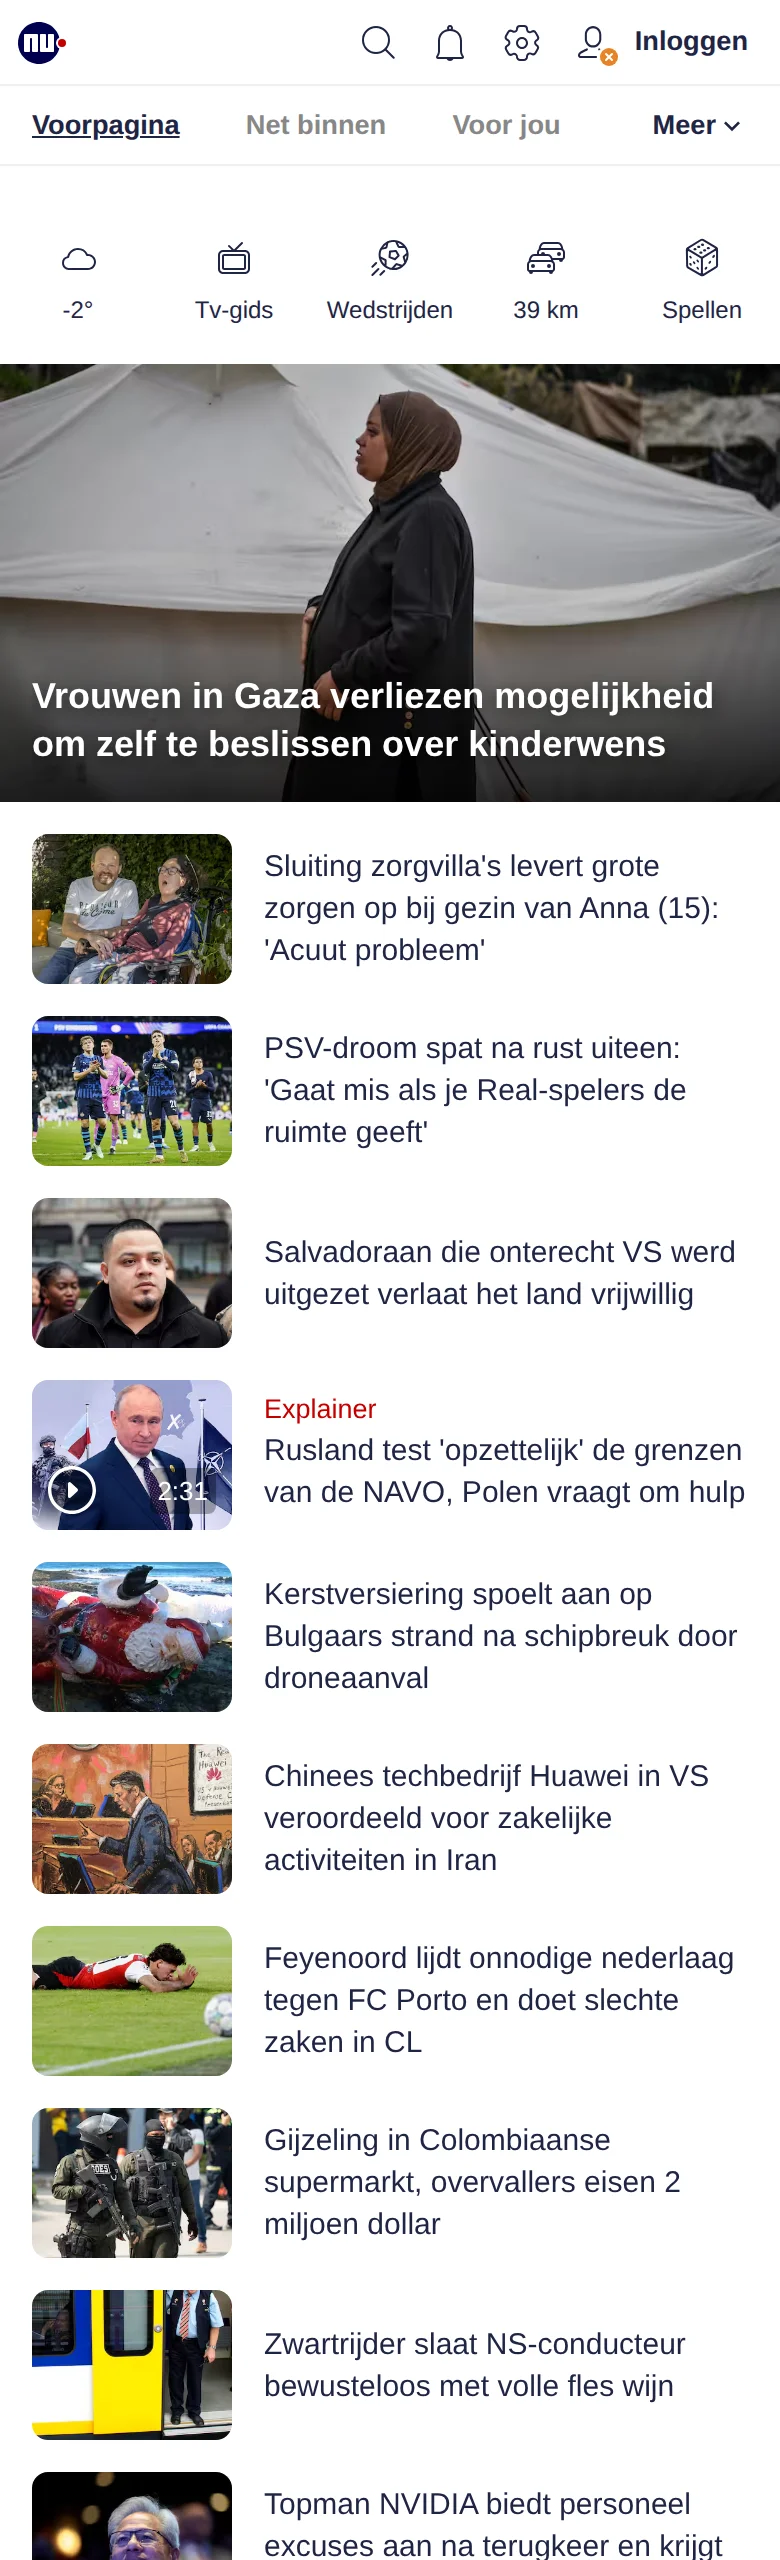 nu
Inloggen
Voorpagina Net binnen Voor jou Meer
-2° Tv-gids Wedstrijden 39 km Spellen
Vrouwen in Gaza verliezen mogelijkheid
om zelf te beslissen over kinderwens
Sluiting zorgvilla's levert grote
zorgen op bij gezin van Anna (15):
'Acuut probleem'
PSV-droom spat na rust uiteen:
'Gaat mis als je Real-spelers de
ruimte geeft'
Salvadoraan die onterecht VS werd
uitgezet verlaat het land vrijwillig
2:31
Explainer
Rusland test 'opzettelijk' de grenzen
van de NAVO, Polen vraagt om hulp
Kerstversiering spoelt aan op
Bulgaars strand na schipbreuk door
droneaanval
Huawei
Chinees techbedrijf Huawei in VS
veroordeeld voor zakelijke
activiteiten in Iran
Feyenoord lijdt onnodige nederlaag
tegen FC Porto en doet slechte
zaken in CL
GOES
Gijzeling in Colombiaanse
supermarkt, overvallers eisen 2
miljoen dollar
Zwartrijder slaat NS-conducteur
bewusteloos met volle fles wijn
Topman NVIDIA biedt personeel
excuses aan na terugkeer en krijgt